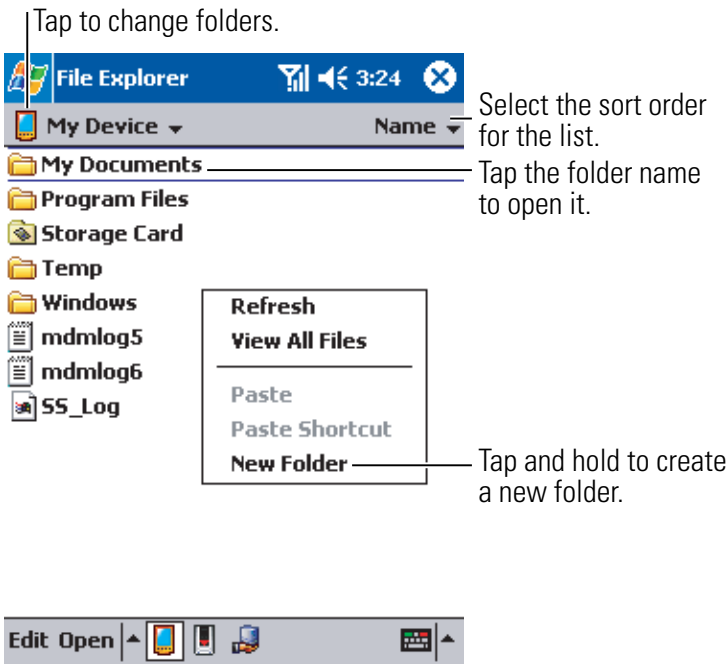 Tap to change folders.
File Explorer 3:24
My Device Name
Select the sort order
for the list.
My Documents
Tap the folder name
to open it.
Program Files
Storage Card
Temp
Windows
mdmlog5
mdmlog6
SS_Log
Refresh
View All Files
Paste
Paste Shortcut
New Folder
Tap and hold to create
a new folder.
Edit Open